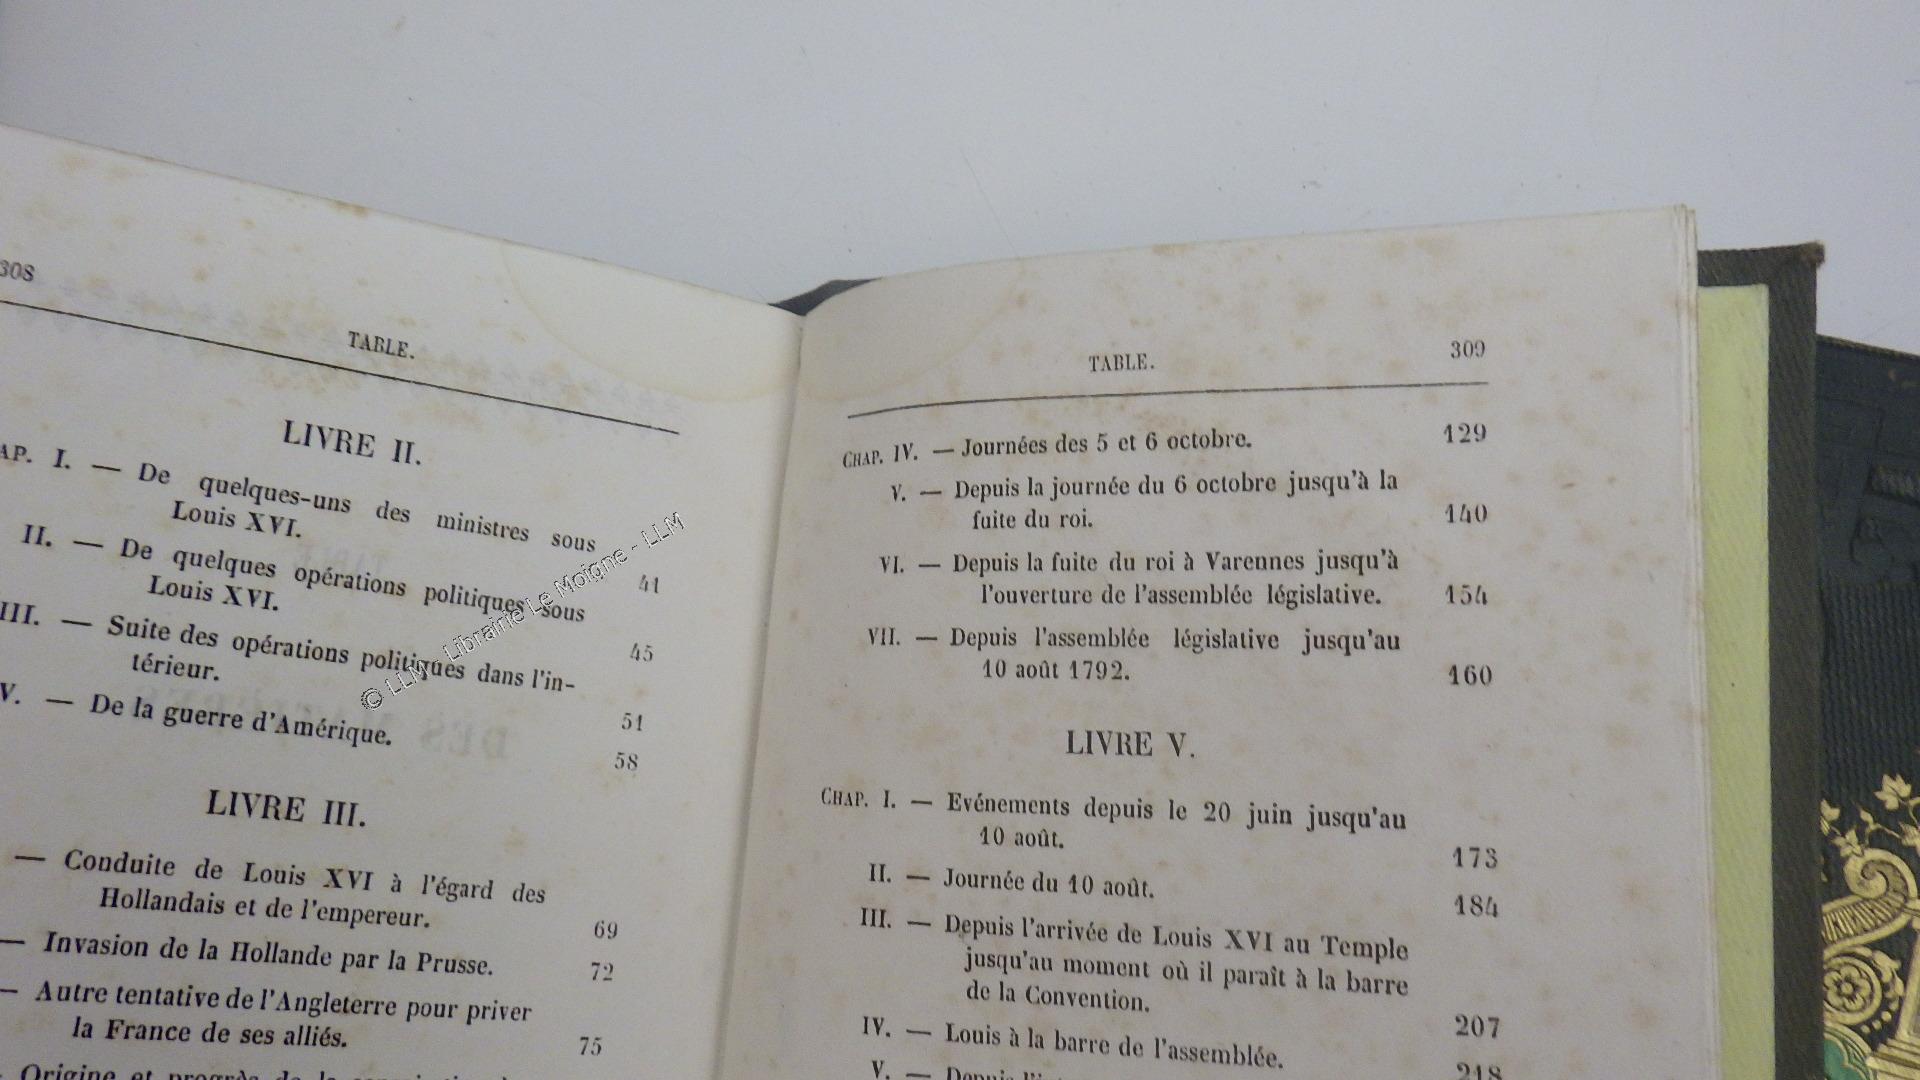 308
TABLE.
LIVRE II.
AP. I. — De quelques-uns des ministres sous
Louis XVI. 41
II. — De quelques opérations politiques sous
Louis XVI. 45
III. — Suite des opérations politiques dans l'in-
térieur. 51
V. — De la guerre d'Amérique. 58
LIVRE III.
— Conduite de Louis XVI à l'égard des
Hollandais et de l'empereur. 69
— Invasion de la Hollande par la Prusse. 72
— Autre tentative de l'Angleterre pour priver
la France de ses alliés. 75
Origine et progrès de la
© LLM - Librairie Le Moigne - LLM
TABLE. 309
CHAP. IV. — Journées des 5 et 6 octobre. 129
V. — Depuis la journée du 6 octobre jusqu'à la
fuite du roi. 140
VI. — Depuis la fuite du roi à Varennes jusqu'à
l'ouverture de l'assemblée législative. 154
VII. — Depuis l'assemblée législative jusqu'au
10 août 1792. 160
LIVRE V.
CHAP. I. — Evénements depuis le 20 juin jusqu'au
10 août. 173
II. — Journée du 10 août. 184
III. — Depuis l'arrivée de Louis XVI au Temple
jusqu'au moment où il paraît à la barre
de la Convention. 207
IV. — Louis à la barre de l'assemblée. 218
V. — Depuis